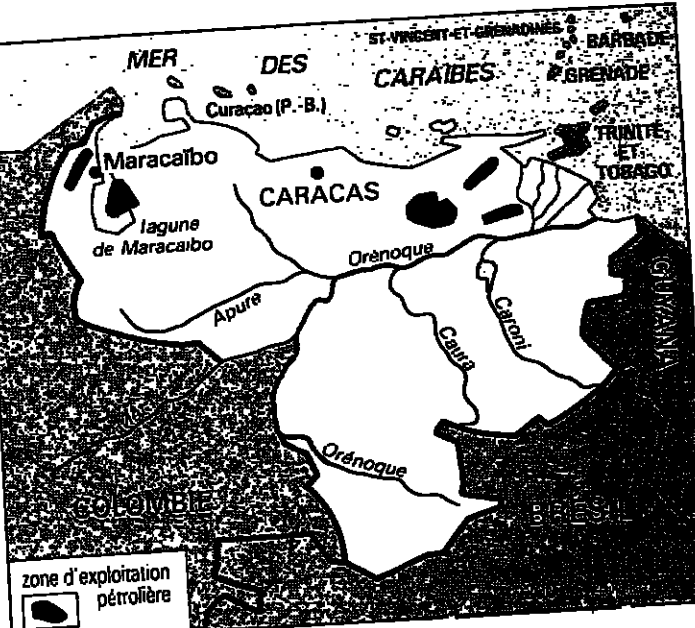 ST-VINCENT-ET-GRENADINES
BARBADE
MER DES CARAÏBES
GRENADE
Curaçao (P.-B.)
TRINITÉ
ET
TOBAGO
Maracaïbo
CARACAS
lagune
de Maracaïbo
Orénoque
GUYANA
Apure
Caroni
Caura
Orénoque
COLOMBIE
BRÉSIL
zone d'exploitation
pétrolière